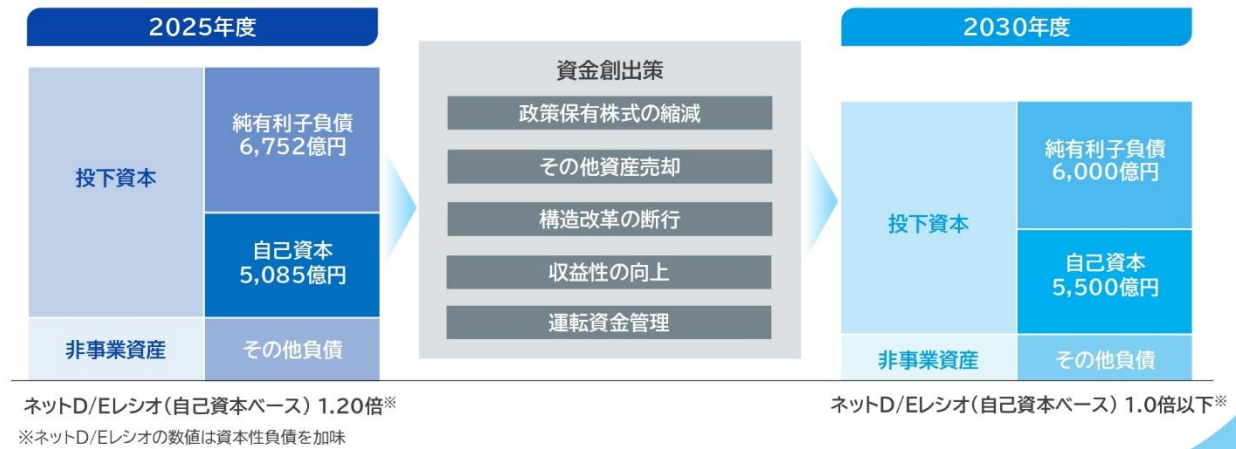 2025年度
投下資本
純有利子負債
6,752億円
自己資本
5,085億円
非事業資産
その他負債
ネットD/Eレシオ(自己資本ベース) 1.20倍※
※ネットD/Eレシオの数値は資本性負債を加味
資金創出策
政策保有株式の縮減
その他資産売却
構造改革の断行
収益性の向上
運転資金管理
2030年度
投下資本
純有利子負債
6,000億円
自己資本
5,500億円
非事業資産
その他負債
ネットD/Eレシオ(自己資本ベース) 1.0倍以下※